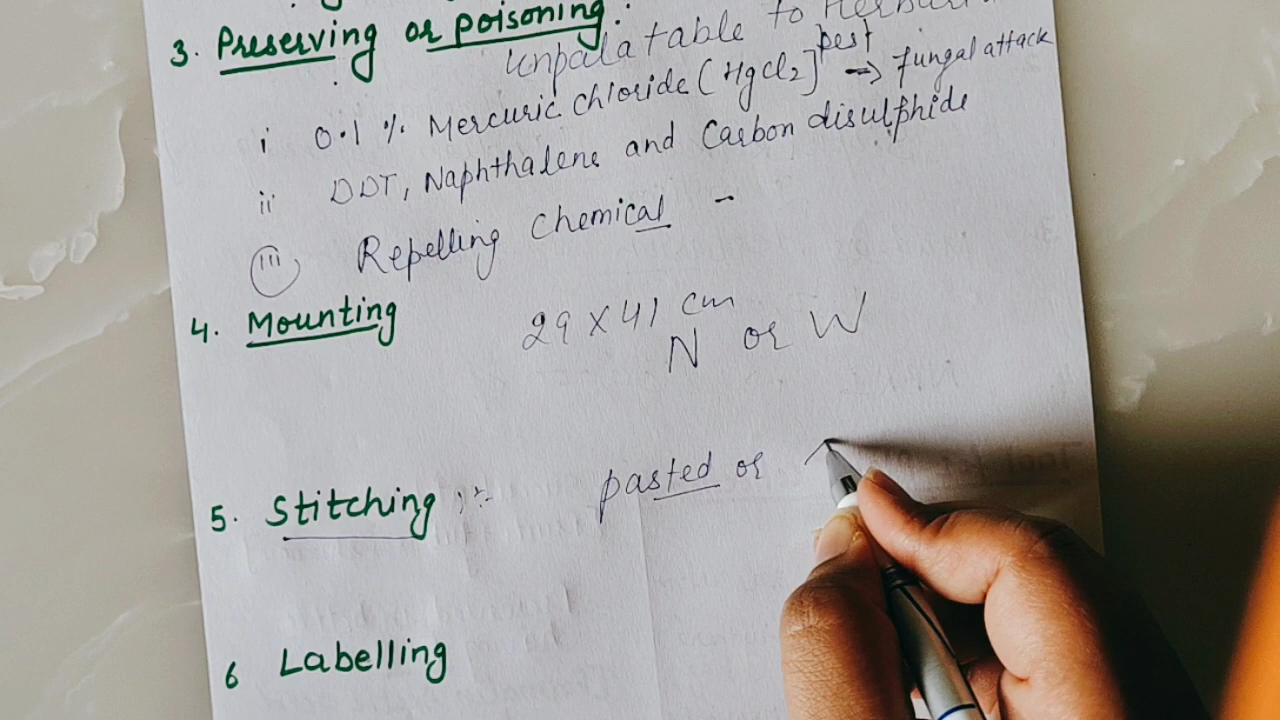 3. Preserving or poisoning:
Unpalatable to Herbari
pest
i 0.1 % Mercuric Chloride (HgCl2] → fungal attack
ii DDT, Naphthalene and Carbon disulphide
iii Repelling Chemical -
4. Mounting 29 X 41 cm
N or W
5. Stitching :- pasted or
6 Labelling